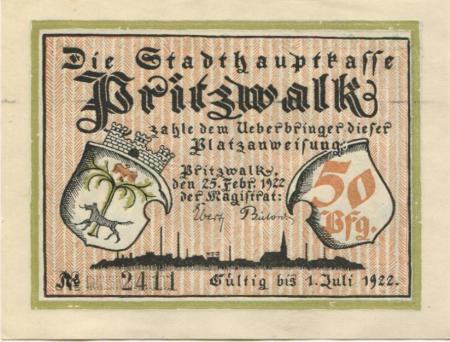 Die Stadthauptkasse
Pritzwalk
zahle dem Ueberbringer dieser
Platzanweisung:
Pritzwalk,
den 25. Febr. 1922
der Magistrat:
50
Pfg.
No 2411
Gültig bis 1. Juli 1922.